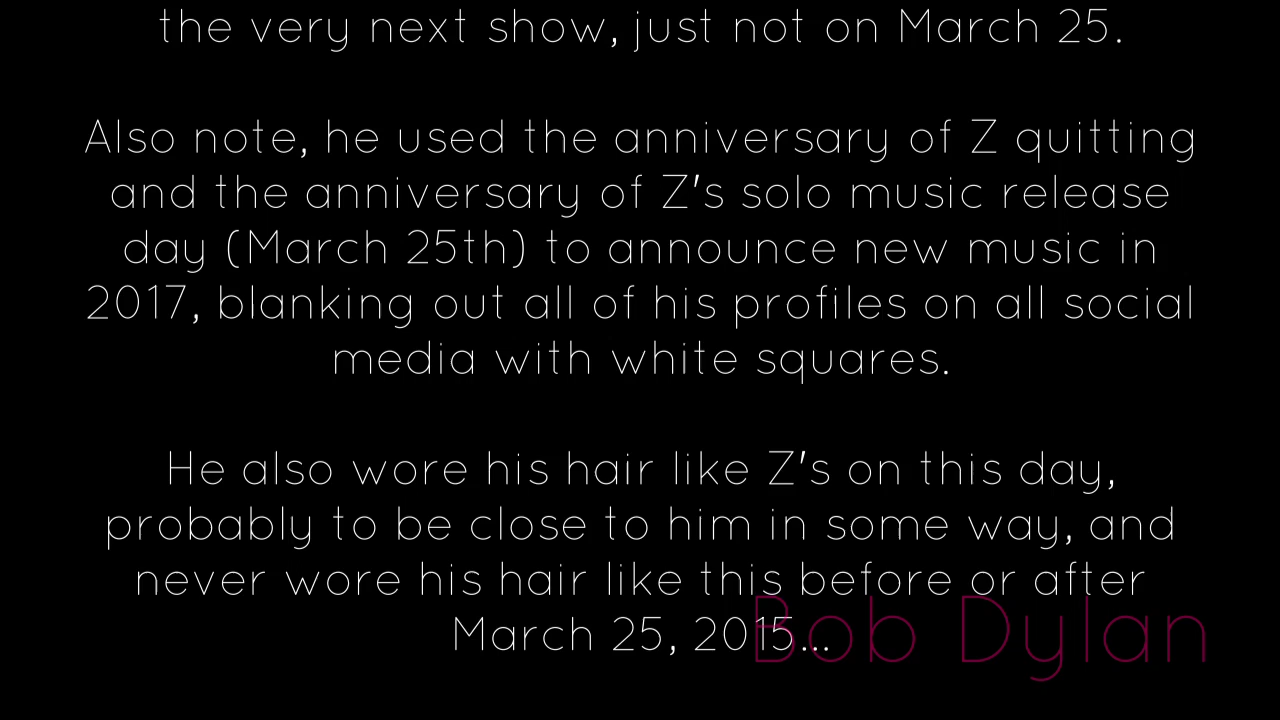 the very next show, just not on March 25.
Also note, he used the anniversary of Z quitting
and the anniversary of Z's solo music release
day (March 25th) to announce new music in
2017, blanking out all of his profiles on all social
media with white squares.
He also wore his hair like Z's on this day,
probably to be close to him in some way, and
never wore his hair like this before or after
March 25, 2015...
Bob Dylan